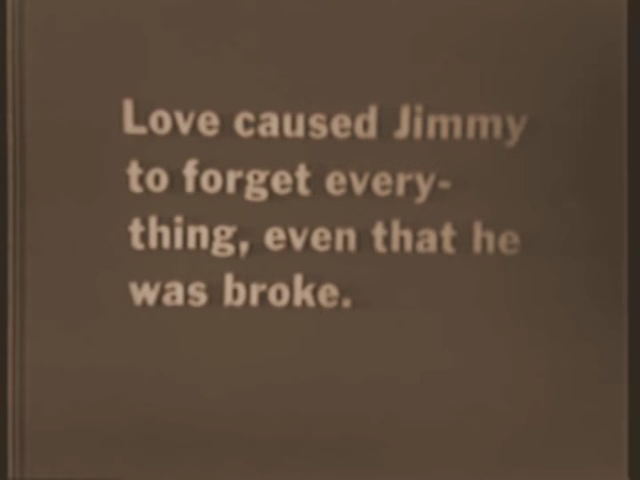 Love caused Jimmy
to forget every-
thing, even that he
was broke.